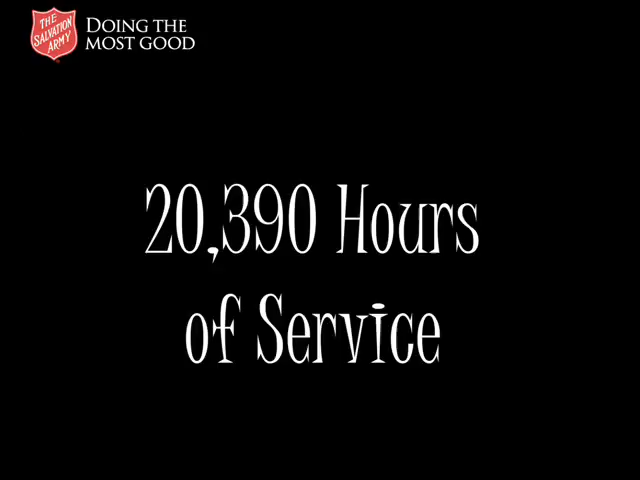 THE
SALVATION
ARMY
DOING THE
MOST GOOD
20,390 Hours
of Service